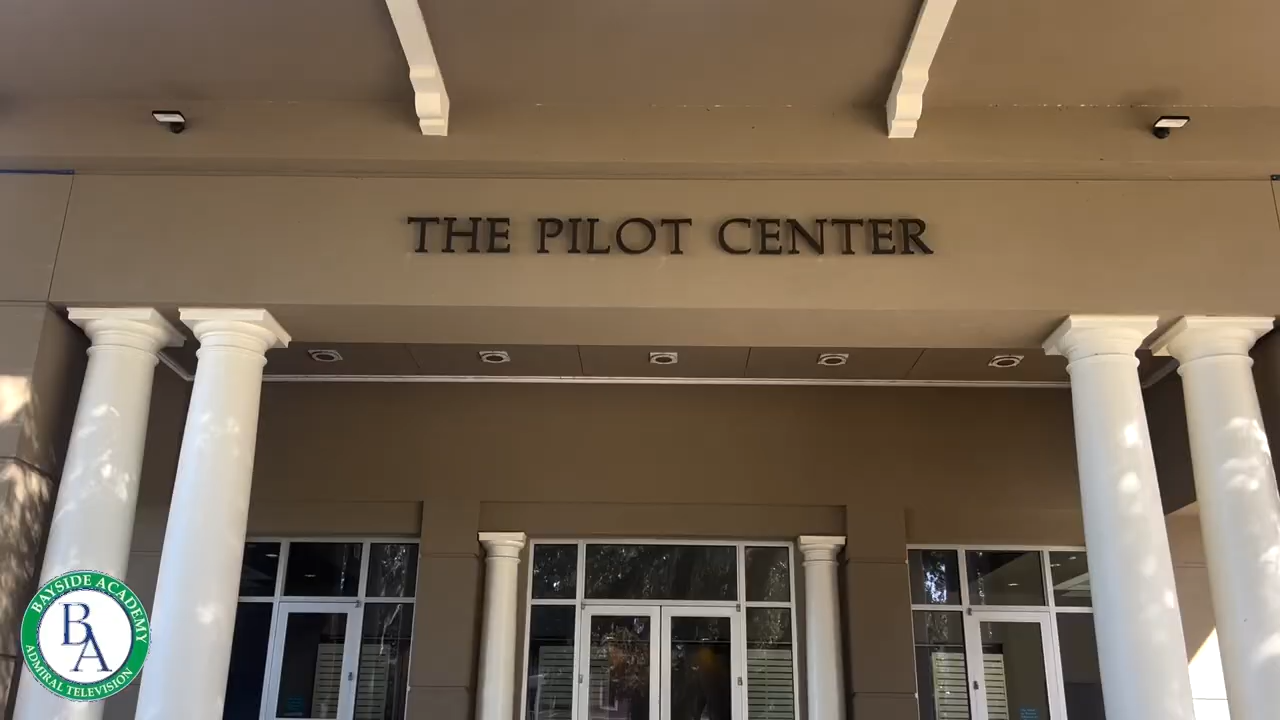 THE PILOT CENTER
BAYSIDE ACADEMY
BA
ADMIRAL TELEVISION